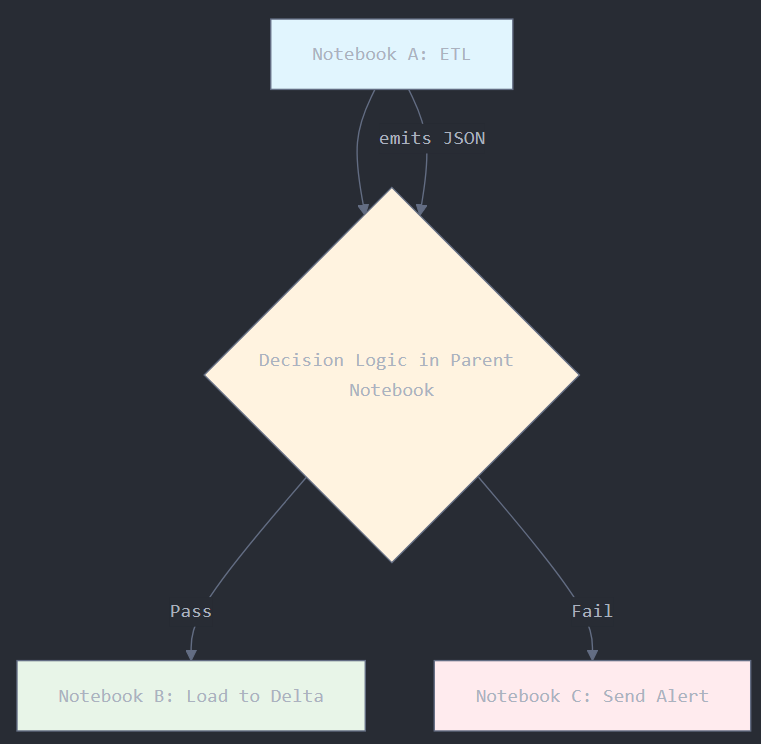 Notebook A: ETL
emits JSON
Decision Logic in Parent
Notebook
Pass
Fail
Notebook B: Load to Delta
Notebook C: Send Alert